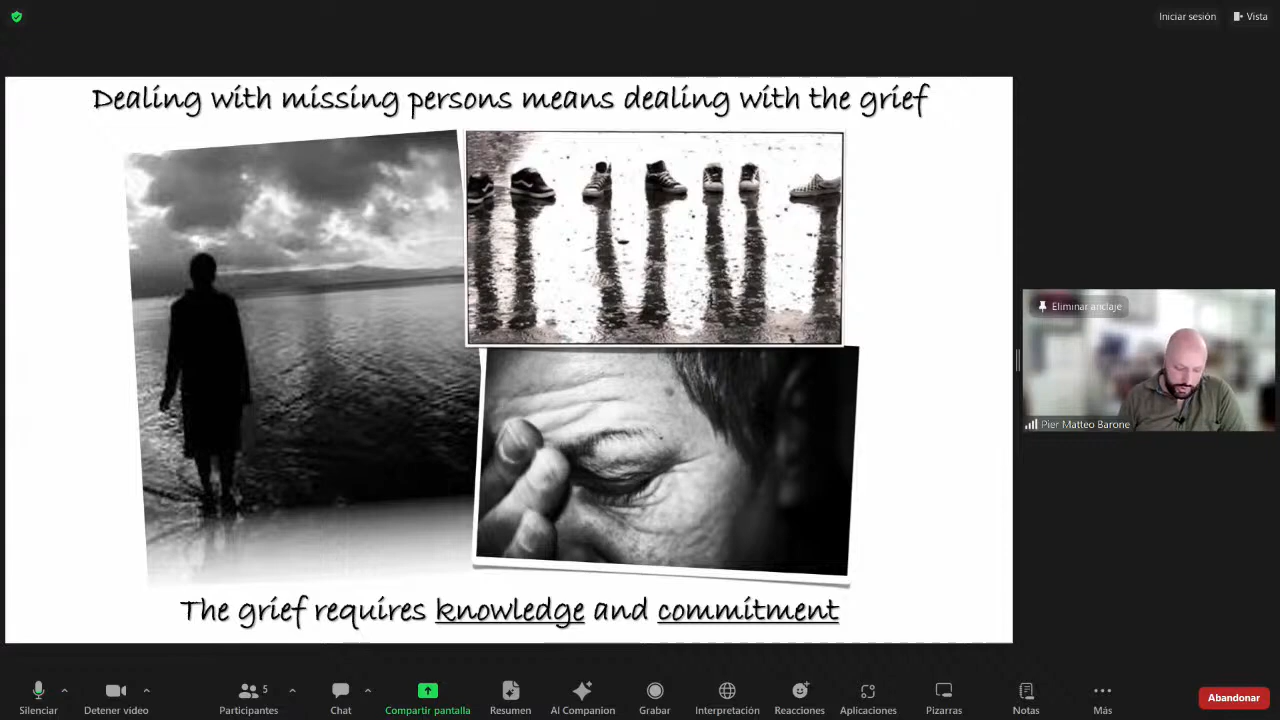 Iniciar sesión
Vista
Dealing with missing persons means dealing with the grief
Eliminar anclaje
Pier Matteo Barone
The grief requires knowledge and commitment
Silenciar
Detener video
5
Participantes
Chat
Compartir pantalla
Resumen
AI Companion
Grabar
Interpretación
Reacciones
Aplicaciones
Pizarras
Notas
Más
Abandonar